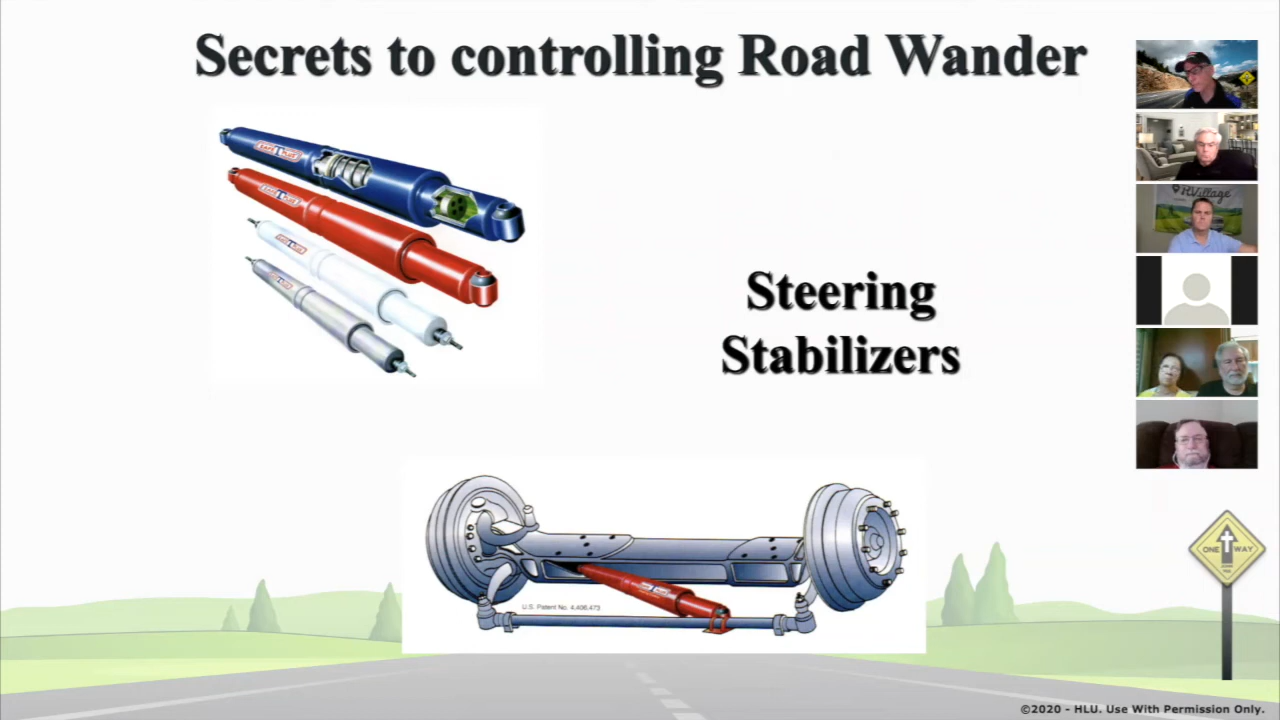 Secrets to controlling Road Wander
Steering
Stabilizers
RVillage
U.S. Patent No. 4,406,473
ONE WAY
©2020 - HLU. Use With Permission Only.